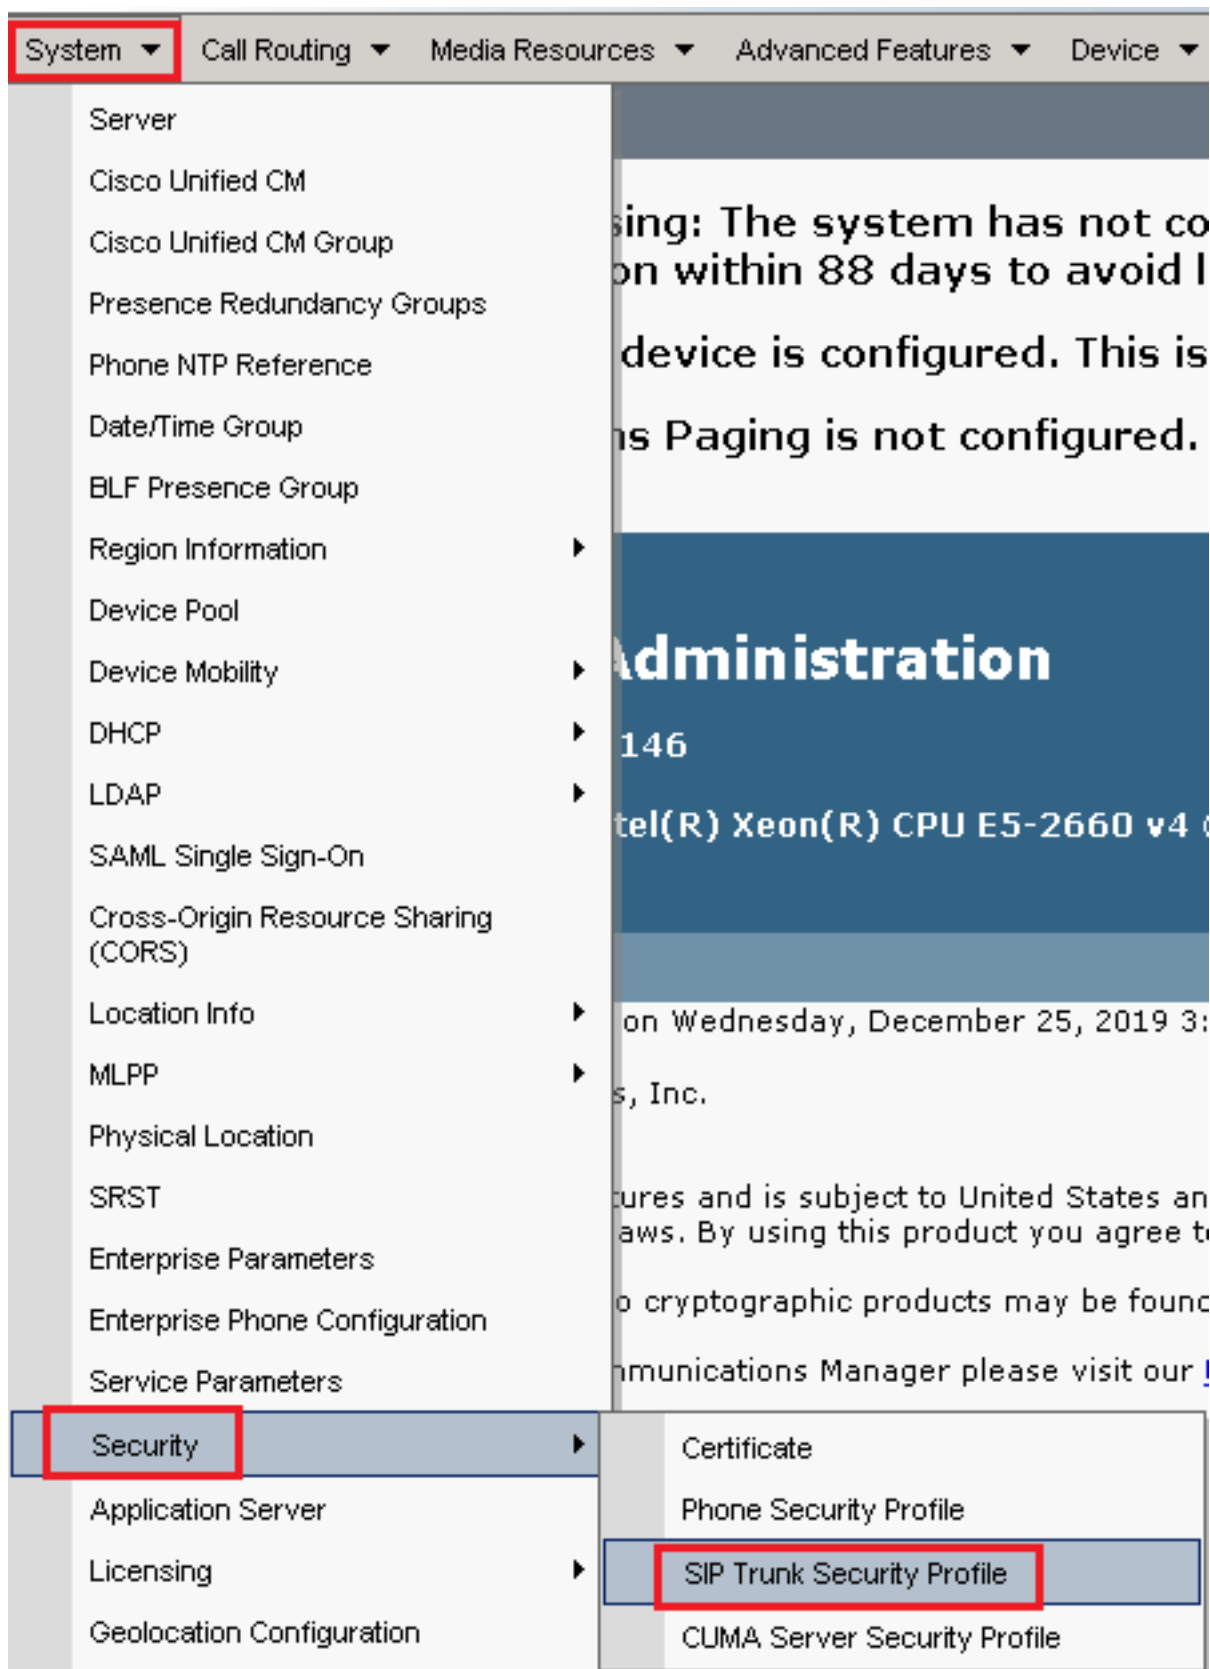 System Call Routing Media Resources Advanced Features Device
Server
Cisco Unified CM
Cisco Unified CM Group
Presence Redundancy Groups
Phone NTP Reference
Date/Time Group
BLF Presence Group
Region Information
Device Pool
Device Mobility
DHCP
LDAP
SAML Single Sign-On
Cross-Origin Resource Sharing
(CORS)
Location Info
MLPP
Physical Location
SRST
Enterprise Parameters
Enterprise Phone Configuration
Service Parameters
Security
Application Server
Licensing
Geolocation Configuration
Certificate
Phone Security Profile
SIP Trunk Security Profile
CUMA Server Security Profile
sing: The system has not co
on within 88 days to avoid l
device is configured. This is
ns Paging is not configured.
Administration
146
tel(R) Xeon(R) CPU E5-2660 v4
on Wednesday, December 25, 2019 3:
s, Inc.
tures and is subject to United States an
aws. By using this product you agree t
o cryptographic products may be found
mmunications Manager please visit our